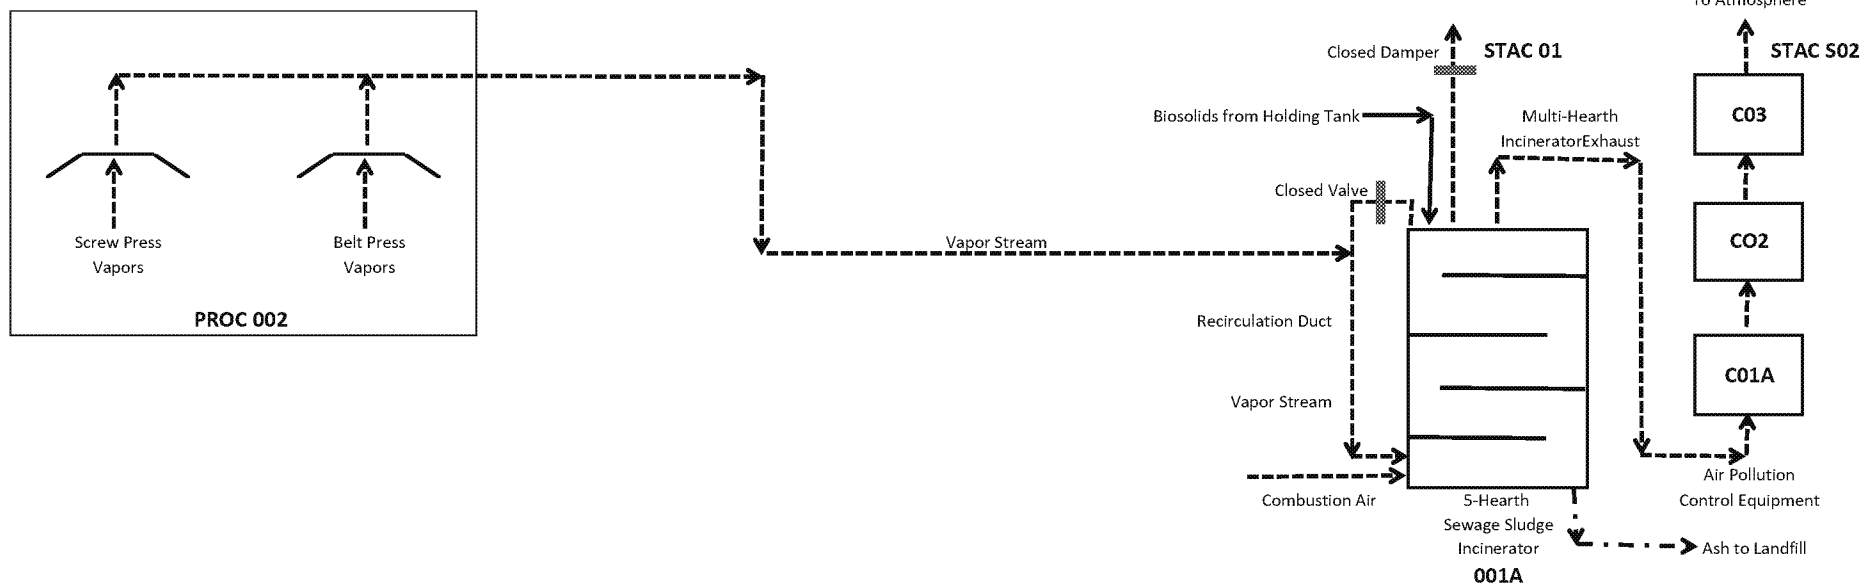 To Atmosphere
Closed Damper
STAC 01
STAC S02
C03
Biosolids from Holding Tank
Multi-Hearth
IncineratorExhaust
Closed Valve
Screw Press
Vapors
Belt Press
Vapors
Vapor Stream
CO2
PROC 002
Recirculation Duct
C01A
Vapor Stream
Combustion Air
5-Hearth
Sewage Sludge
Incinerator
001A
Air Pollution
Control Equipment
Ash to Landfill